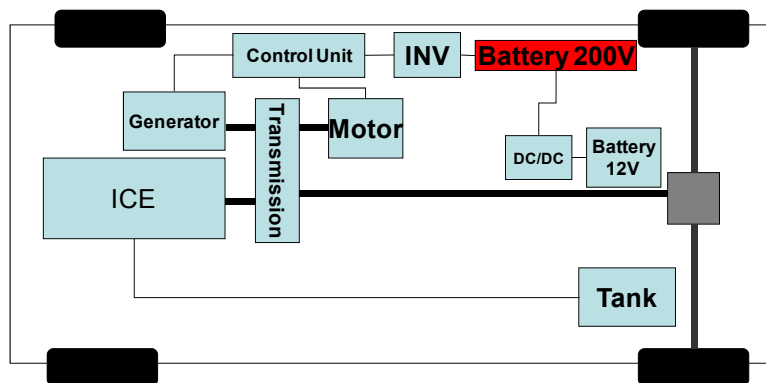 Control Unit
INV
Battery 200V
Generator
Transmission
Motor
DC/DC
Battery
12V
ICE
Tank